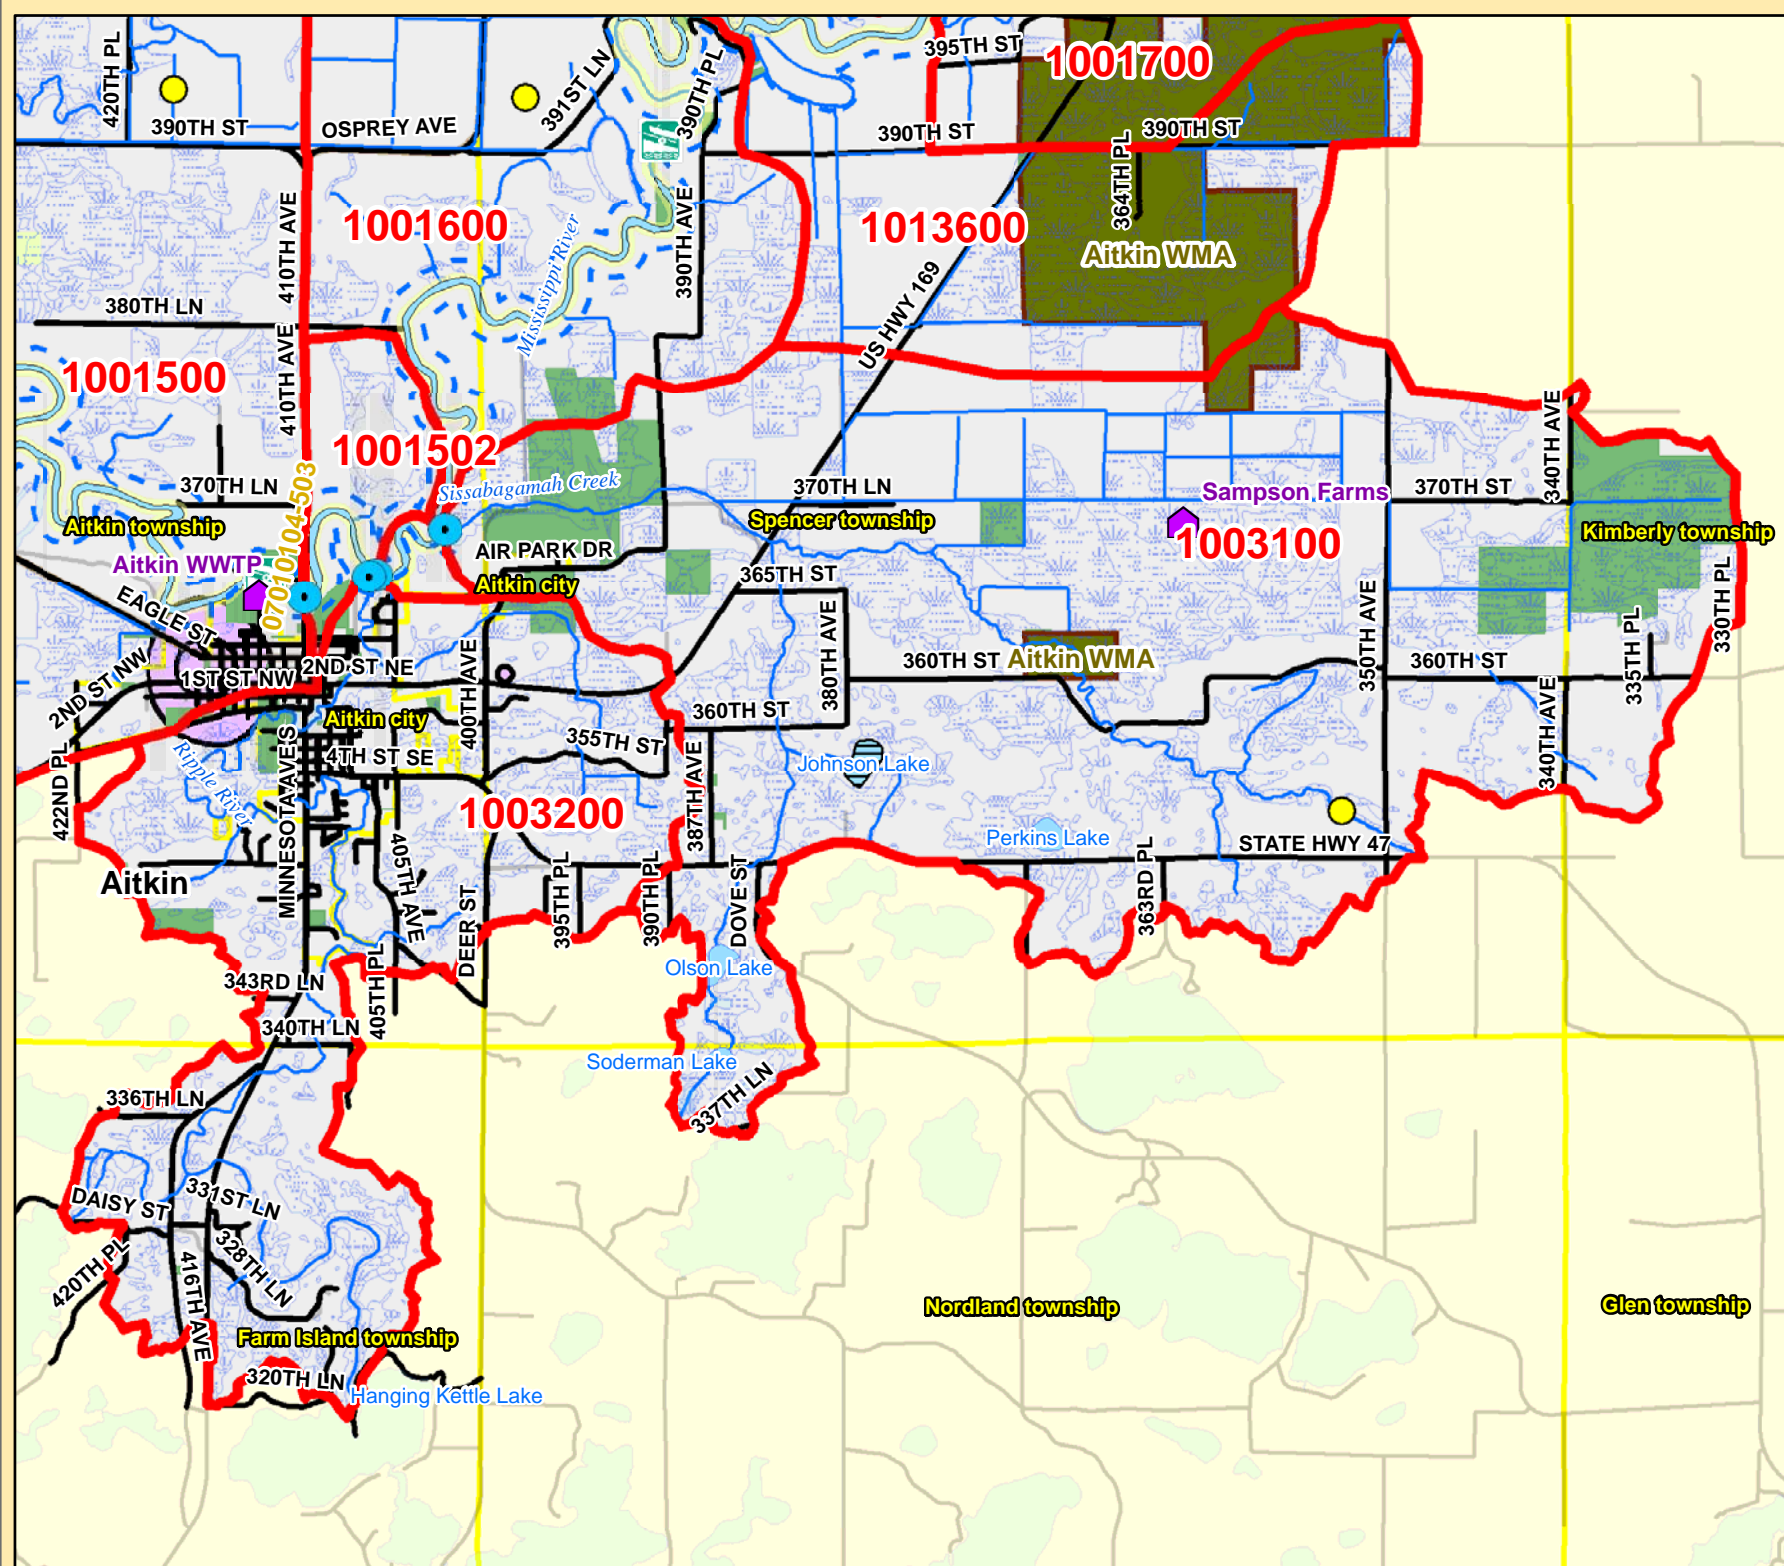 420TH PL
391ST LN
390TH PL
395TH ST
1001700
390TH ST
OSPREY AVE
390TH ST
390TH ST
364TH PL
410TH AVE
1001600
Mississippi River
390TH AVE
1013600
Aitkin WMA
380TH LN
US HWY 169
410TH AVE
1001500
1001502
340TH AVE
370TH LN
Sissabagamah Creek
370TH LN
Sampson Farms
370TH ST
Aitkin township
07010104-503
Spencer township
Kimberly township
Aitkin WWTP
AIR PARK DR
1003100
Aitkin city
365TH ST
EAGLE ST
380TH AVE
350TH AVE
335TH PL
330TH PL
2ND ST NW
1ST ST NW
2ND ST NE
400TH AVE
360TH ST
Aitkin WMA
360TH ST
Aitkin city
360TH ST
340TH AVE
355TH ST
4TH ST SE
Ripple River
422ND PL
MINNESOTA AVE S
387TH AVE
Johnson Lake
1003200
Perkins Lake
STATE HWY 47
Aitkin
405TH AVE
DEER ST
395TH PL
390TH PL
DOVE ST
363RD PL
343RD LN
405TH PL
Olson Lake
340TH LN
Soderman Lake
336TH LN
337TH LN
DAISY ST
331ST LN
420TH PL
416TH AVE
328TH LN
Farm Island township
Nordland township
Glen township
320TH LN
Hanging Kettle Lake